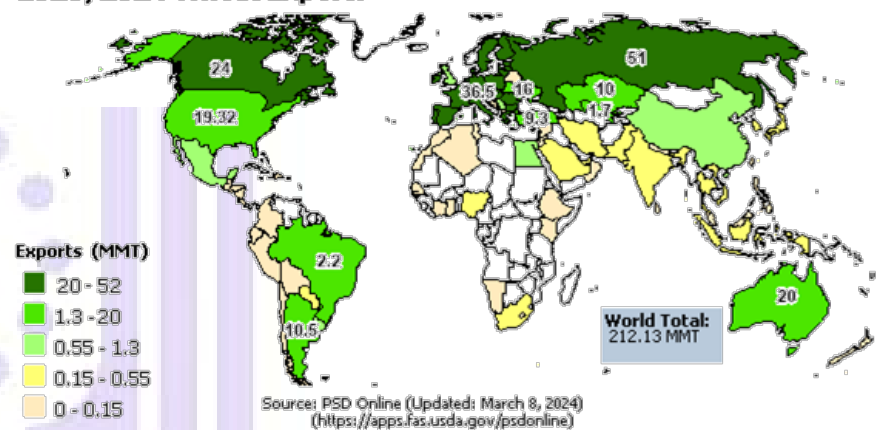 24
51
36.5
16
10
1.7
19.32
9.3
2.2
20
10.5
Exports (MMT)
20 - 52
1.3 - 20
0.55 - 1.3
0.15 - 0.55
0 - 0.15
World Total:
212.13 MMT
Source: PSD Online (Updated: March 8, 2024)
(https://apps.fas.usda.gov/psdonline)